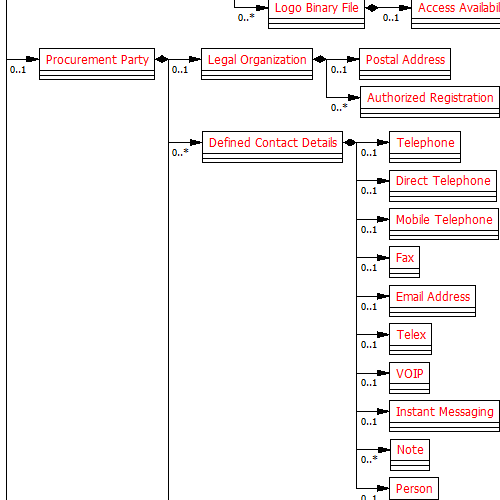 Logo Binary File
0..*
0..1
Procurement Party
0..1
Legal Organization
0..1
Postal Address
0..1
Authorized Registration
0..*
Defined Contact Details
0..*
Telephone
0..1
Direct Telephone
0..1
Mobile Telephone
0..1
Fax
0..1
Email Address
0..1
Telex
0..1
VOIP
0..1
Instant Messaging
0..1
Note
0..*
Person
0..1